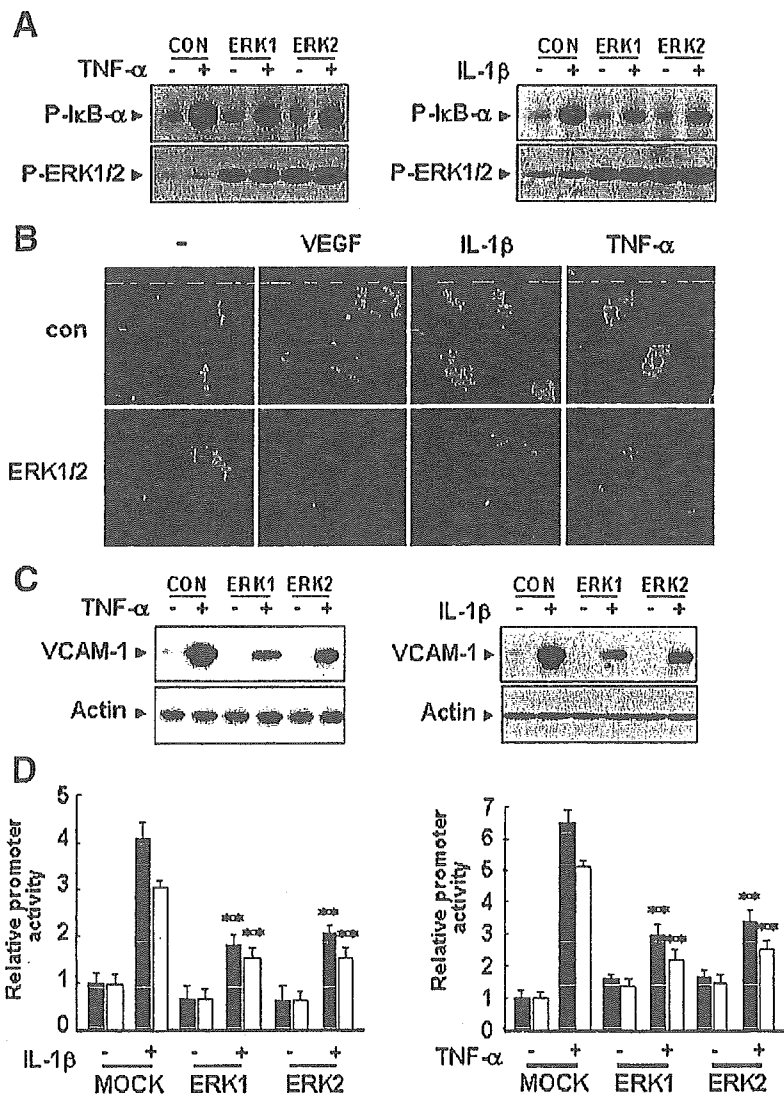 A
CON ERK1 ERK2
TNF-α - + - + - + 
P-IκB-α
P-ERK1/2
CON ERK1 ERK2
IL-1β - + - + - +
P-IκB-α
P-ERK1/2
B
- VEGF IL-1β TNF-α
con
ERK1/2
C
CON ERK1 ERK2
TNF-α - + - + - +
VCAM-1
Actin
CON ERK1 ERK2
IL-1β - + - + - +
VCAM-1
Actin
D
Relative promoter
activity
5
4
3
2
1
0
** ** ** **
IL-1β - + - + - +
MOCK ERK1 ERK2
Relative promoter
activity
7
6
5
4
3
2
1
0
** ** ** **
TNF-α - + - + - +
MOCK ERK1 ERK2